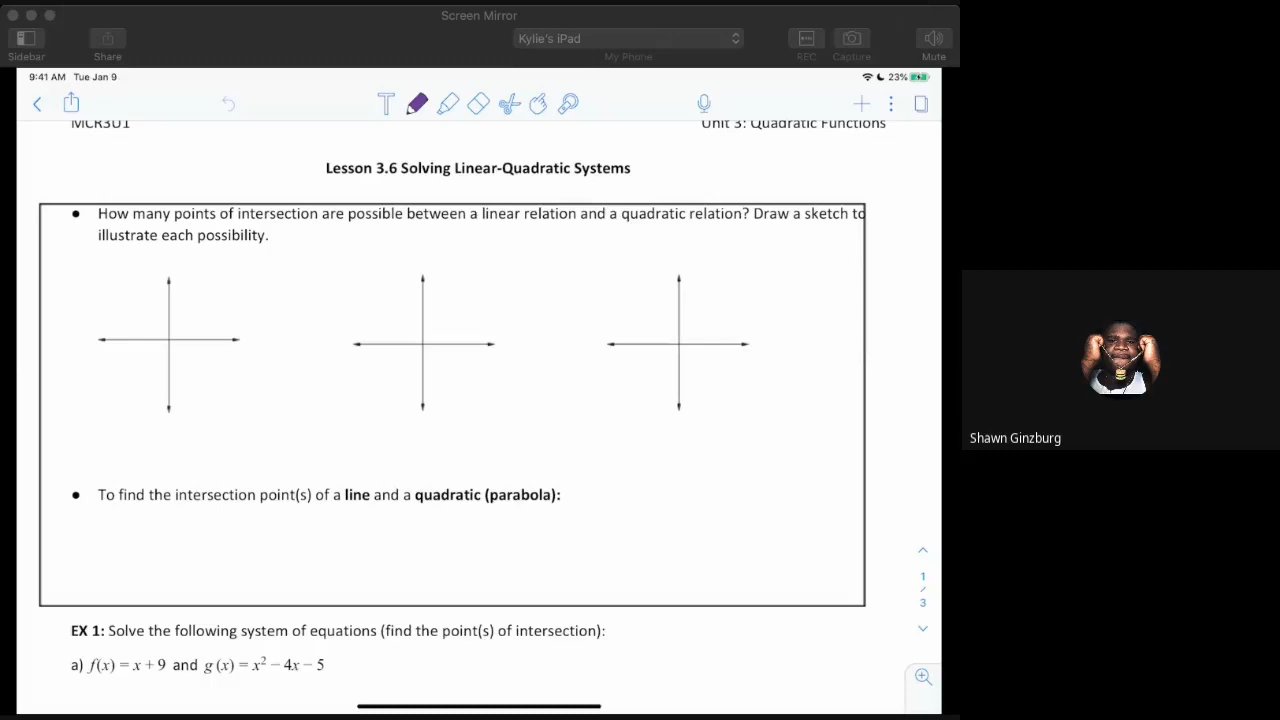 Screen Mirror
Kylie's iPad
Sidebar
Share
My Phone
REC
Capture
Mute
9:41 AM Tue Jan 9
23%
MCR3U1
Unit 3: Quadratic Functions
Lesson 3.6 Solving Linear-Quadratic Systems
• How many points of intersection are possible between a linear relation and a quadratic relation? Draw a sketch to
illustrate each possibility.
• To find the intersection point(s) of a line and a quadratic (parabola):
1
/
3
EX 1: Solve the following system of equations (find the point(s) of intersection):
a) f(x) = x + 9 and g (x) = x² − 4x − 5
Shawn Ginzburg